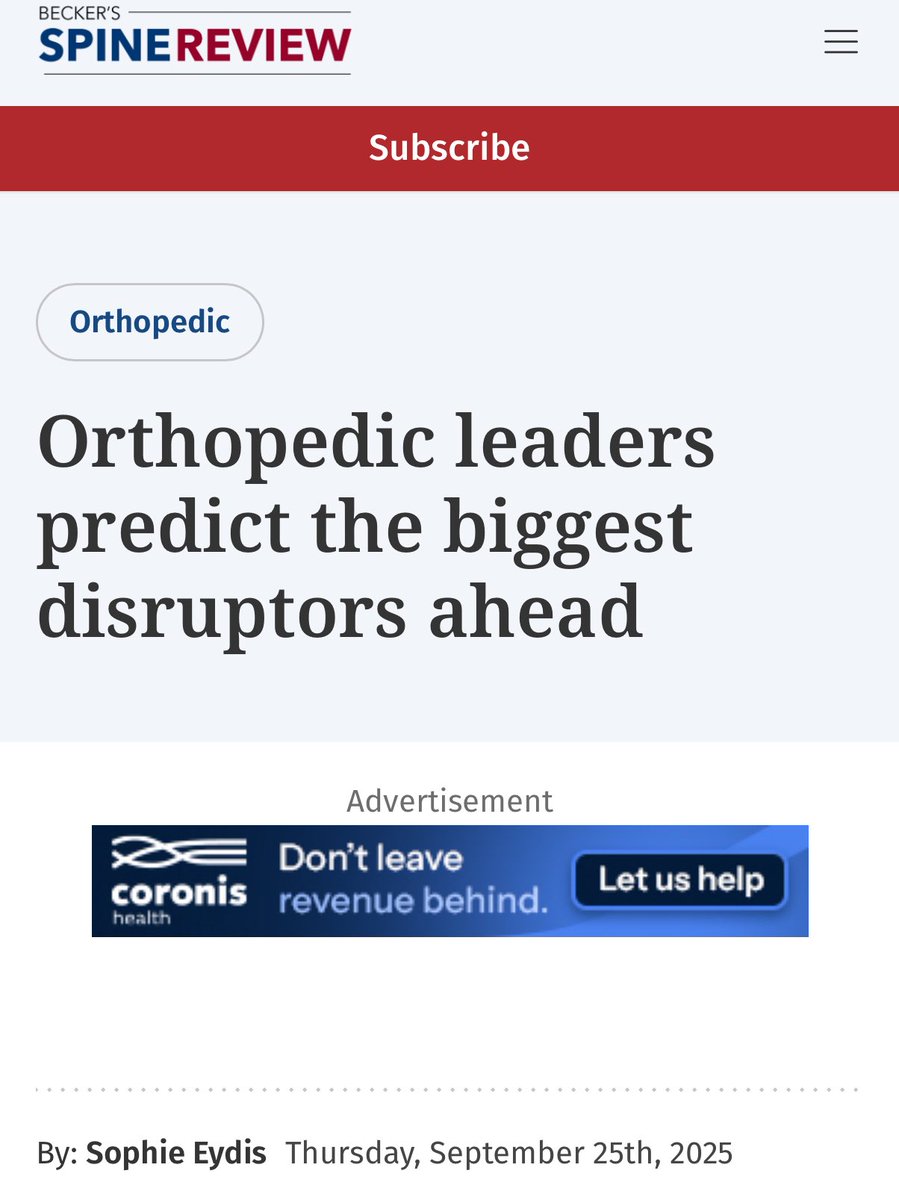 BECKER'S
SPINEREVIEW
Subscribe
Orthopedic
Orthopedic leaders
predict the biggest
disruptors ahead
Advertisement
coronis
health
Don't leave
revenue behind.
Let us help
By: Sophie Eydis Thursday, September 25th, 2025